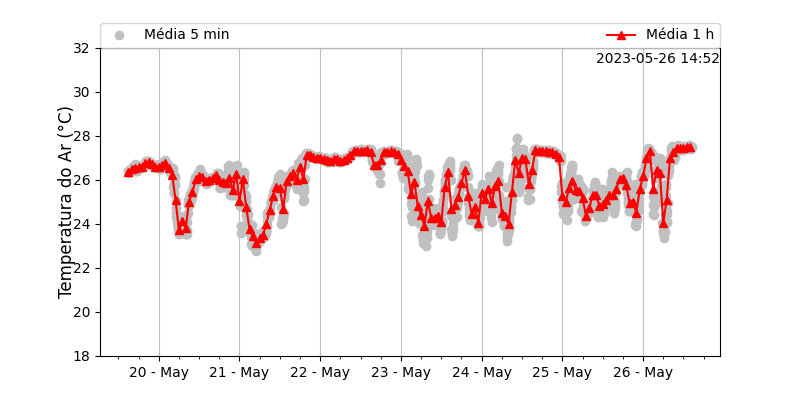 Média 5 min
Média 1 h
2023-05-26 14:52
Temperatura do Ar (°C)
32
30
28
26
24
22
20
18
20 - May
21 - May
22 - May
23 - May
24 - May
25 - May
26 - May